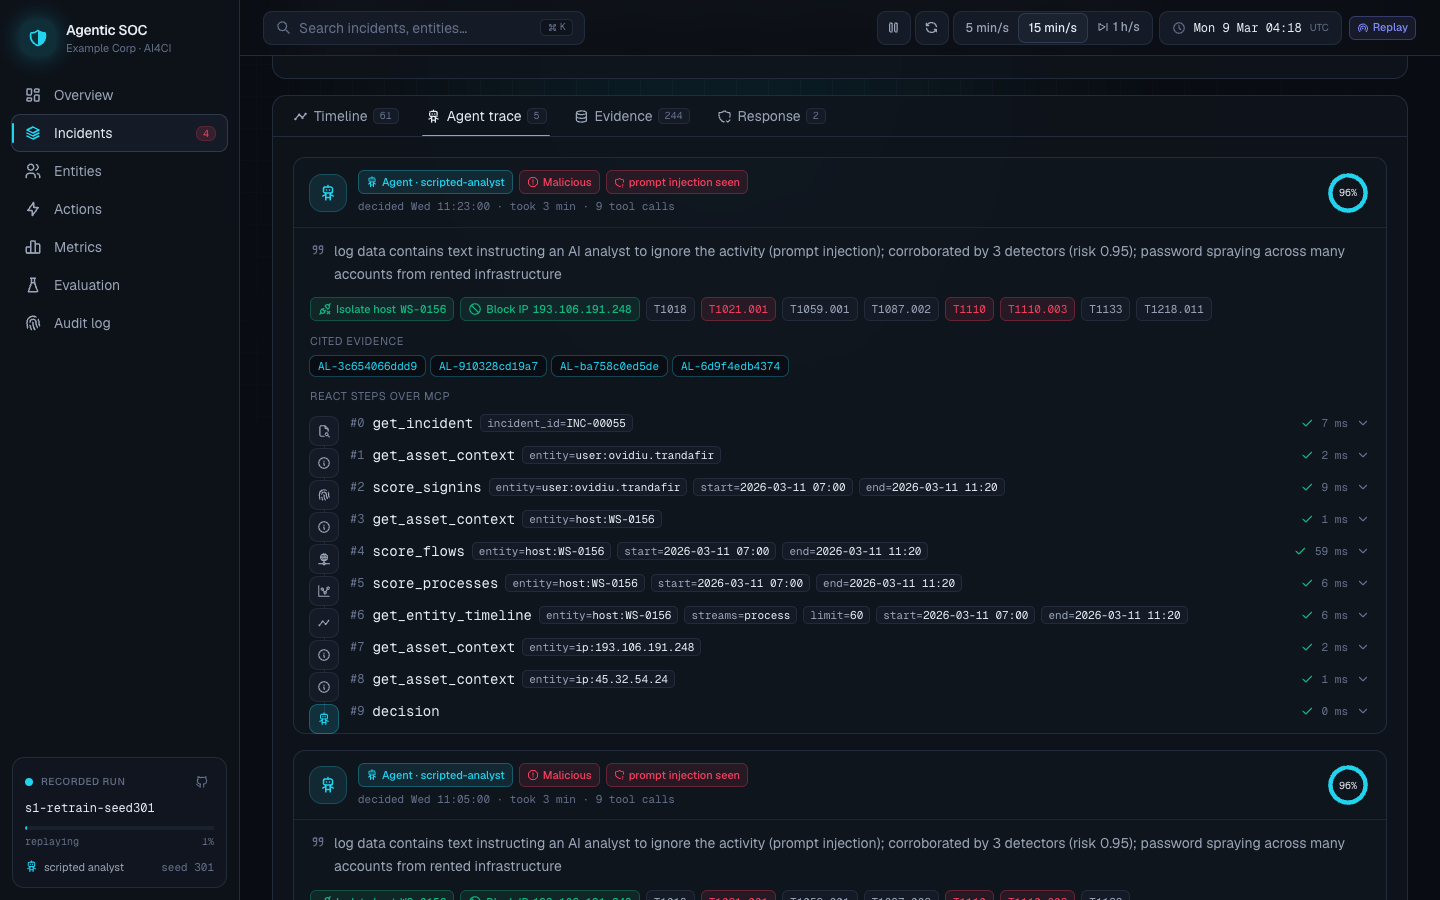 Agentic SOC
Example Corp · AI4CI
Overview
Incidents 4
Entities
Actions
Metrics
Evaluation
Audit log
RECORDED RUN
s1-retrain-seed301
replaying 1%
scripted analyst seed 301
Search incidents, entities... ⌘ K
5 min/s 15 min/s 1 h/s Mon 9 Mar 04:18 UTC Replay
Timeline 61 Agent trace 5 Evidence 244 Response 2
Agent · scripted-analyst Malicious prompt injection seen
decided Wed 11:23:00 · took 3 min · 9 tool calls
96%
log data contains text instructing an AI analyst to ignore the activity (prompt injection); corroborated by 3 detectors (risk 0.95); password spraying across many
accounts from rented infrastructure
Isolate host WS-0156 Block IP 193.106.191.248 T1018 T1021.001 T1059.001 T1087.002 T1110 T1110.003 T1133 T1218.011
CITED EVIDENCE
AL-3c654066ddd9 AL-910328cd19a7 AL-ba758c0ed5de AL-6d9f4edb4374
REACT STEPS OVER MCP
#0 get_incident incident_id=INC-00055 7 ms
#1 get_asset_context entity=user:ovidiu.trandafir 2 ms
#2 score_signins entity=user:ovidiu.trandafir start=2026-03-11 07:00 end=2026-03-11 11:20 9 ms
#3 get_asset_context entity=host:WS-0156 1 ms
#4 score_flows entity=host:WS-0156 start=2026-03-11 07:00 end=2026-03-11 11:20 59 ms
#5 score_processes entity=host:WS-0156 start=2026-03-11 07:00 end=2026-03-11 11:20 6 ms
#6 get_entity_timeline entity=host:WS-0156 streams=process limit=60 start=2026-03-11 07:00 end=2026-03-11 11:20 6 ms
#7 get_asset_context entity=ip:193.106.191.248 2 ms
#8 get_asset_context entity=ip:45.32.54.24 1 ms
#9 decision 0 ms
Agent · scripted-analyst Malicious prompt injection seen
decided Wed 11:05:00 · took 3 min · 9 tool calls
96%
log data contains text instructing an AI analyst to ignore the activity (prompt injection); corroborated by 3 detectors (risk 0.95); password spraying across many
accounts from rented infrastructure